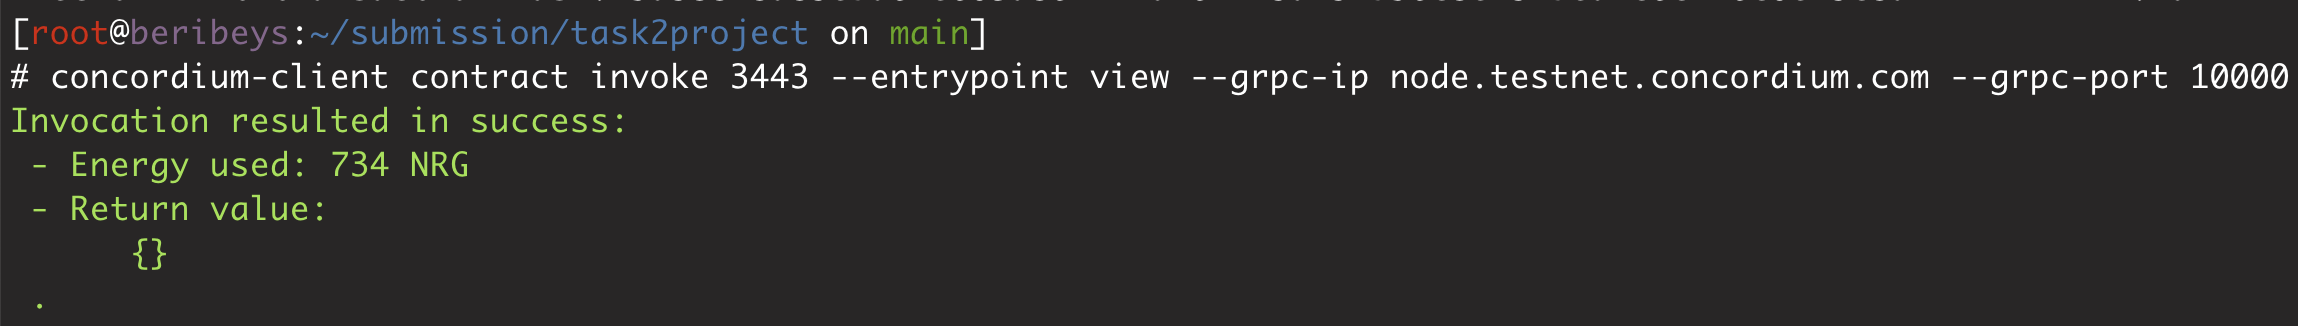 [root@beribeys:~/submission/task2project on main]
# concordium-client contract invoke 3443 --entrypoint view --grpc-ip node.testnet.concordium.com --grpc-port 10000
Invocation resulted in success:
 - Energy used: 734 NRG
 - Return value:
      {}
 .